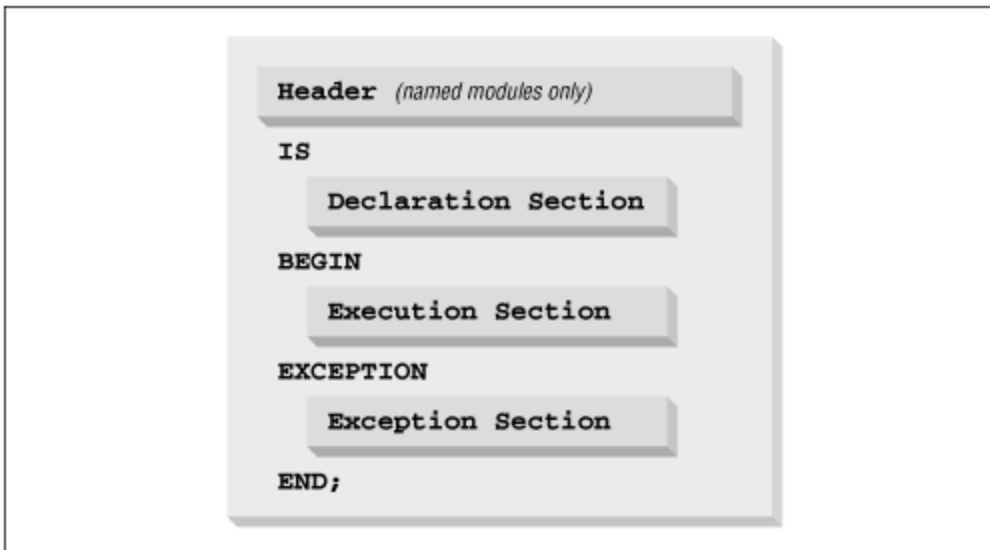 Header (named modules only)
IS
Declaration Section
BEGIN
Execution Section
EXCEPTION
Exception Section
END;